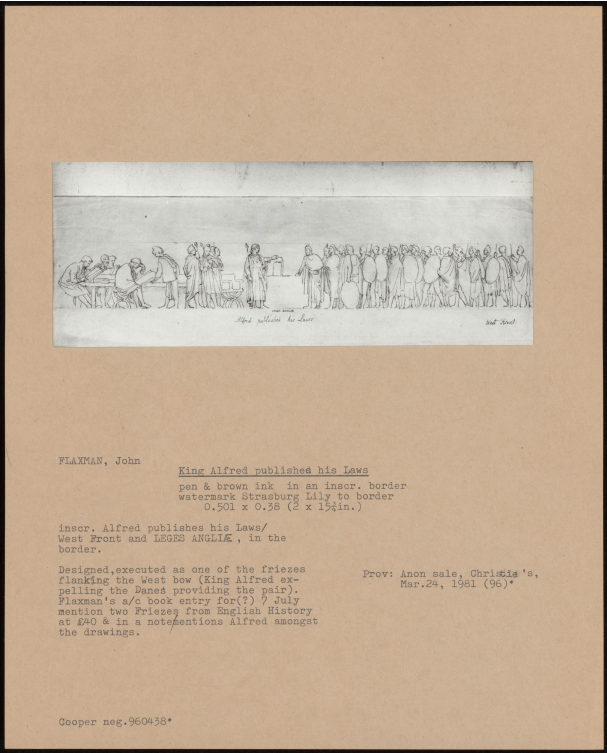 LEGES ANGLIÆ
Alfred publishes his Laws
West Front
FLAXMAN, John
King Alfred published his Laws
pen & brown ink in an inscr. border
watermark Strasburg Lily to border
0.501 x 0.38 (2 x 15¼in.)
inscr. Alfred publishes his Laws/
West Front and LEGES ANGLIÆ, in the
border.
Designed,executed as one of the friezes
flanking the West bow (King Alfred ex-
pelling the Danes providing the pair).
Flaxman's a/c book entry for(?) 7 July
mention two Friezes from English History
at £40 & in a note/mentions Alfred amongst
the drawings.
Prov: Anon sale, Christie's,
Mar.24, 1981 (96)*
Cooper neg.960438*